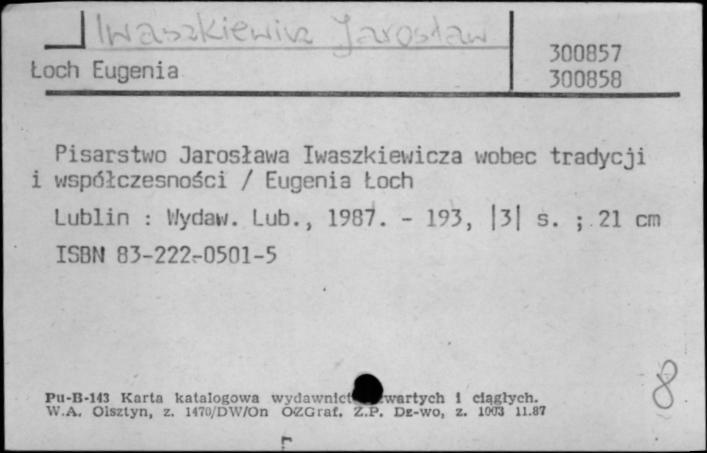 Iwaszkiewicz Jarosław
300857
Łoch Eugenia
300858
Pisarstwo Jarosława Iwaszkiewicza wobec tradycji
i współczesności / Eugenia Łoch
Lublin : Wydaw. Lub., 1987. - 193, |3| s. ; 21 cm
ISBN 83-222-0501-5
8
Pu-B-143 Karta katalogowa wydawnict wartych i ciągłych.
W.A. Olsztyn, z. 1470/DW/On OZGraf. Z.P. Dz-wo, z. 1003 11.87